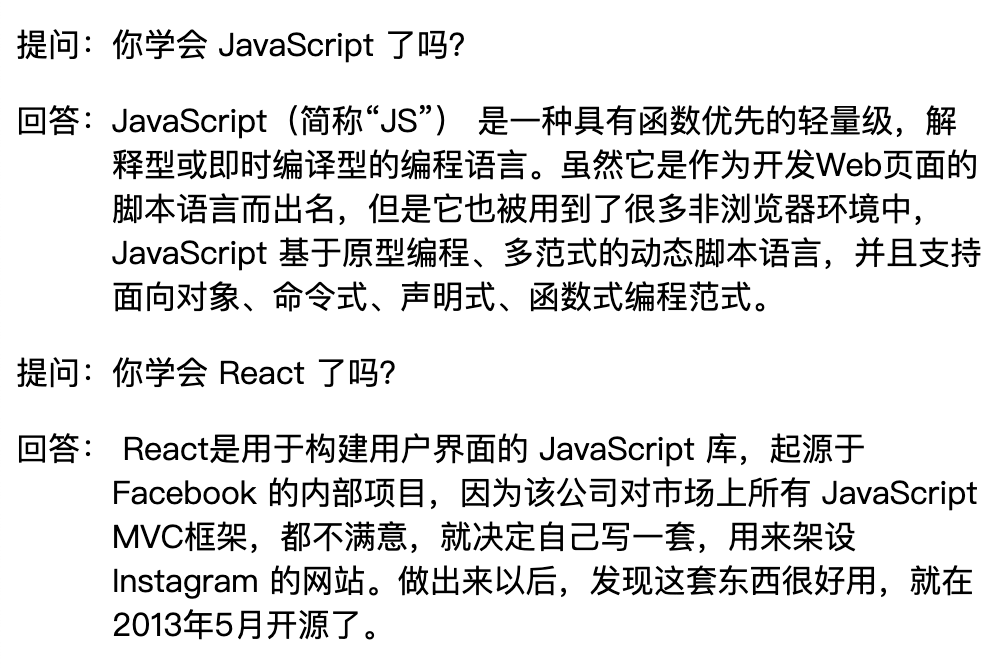 提问：你学会 JavaScript 了吗？
回答：JavaScript（简称“JS”） 是一种具有函数优先的轻量级，解
释型或即时编译型的编程语言。虽然它是作为开发Web页面的
脚本语言而出名，但是它也被用到了很多非浏览器环境中，
JavaScript 基于原型编程、多范式的动态脚本语言，并且支持
面向对象、命令式、声明式、函数式编程范式。
提问：你学会 React 了吗？
回答： React是用于构建用户界面的 JavaScript 库，起源于
Facebook 的内部项目，因为该公司对市场上所有 JavaScript
MVC框架，都不满意，就决定自己写一套，用来架设
Instagram 的网站。做出来以后，发现这套东西很好用，就在
2013年5月开源了。